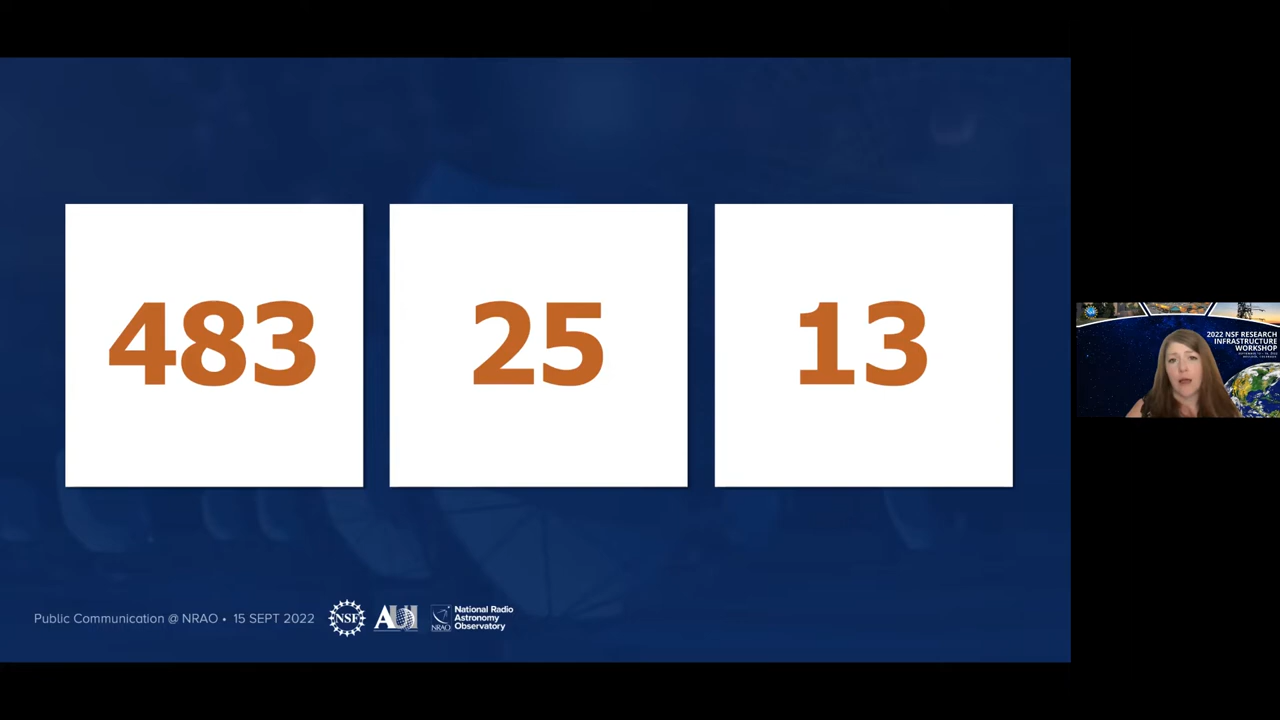 483
25
13
Public Communication @ NRAO • 15 SEPT 2022
NSF
AUI
NRAO
National Radio
Astronomy
Observatory
2022 NSF RESEARCH
INFRASTRUCTURE
WORKSHOP